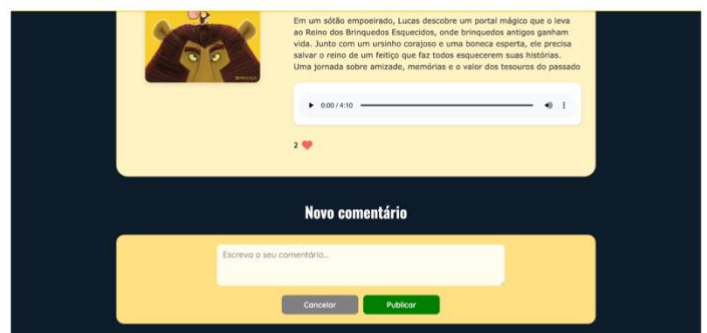 Em um sótão empoeirado, Lucas descobre um portal mágico que o leva
ao Reino dos Brinquedos Esquecidos, onde brinquedos antigos ganham
vida. Junto com um ursinho corajoso e uma boneca esperta, ele precisa
salvar o reino de um feitiço que faz todos esquecerem suas histórias.
Uma jornada sobre amizade, memórias e o valor dos tesouros do passado
0:00 / 4:10
2
Novo comentário
Escreva o seu comentário...
Cancelar Publicar